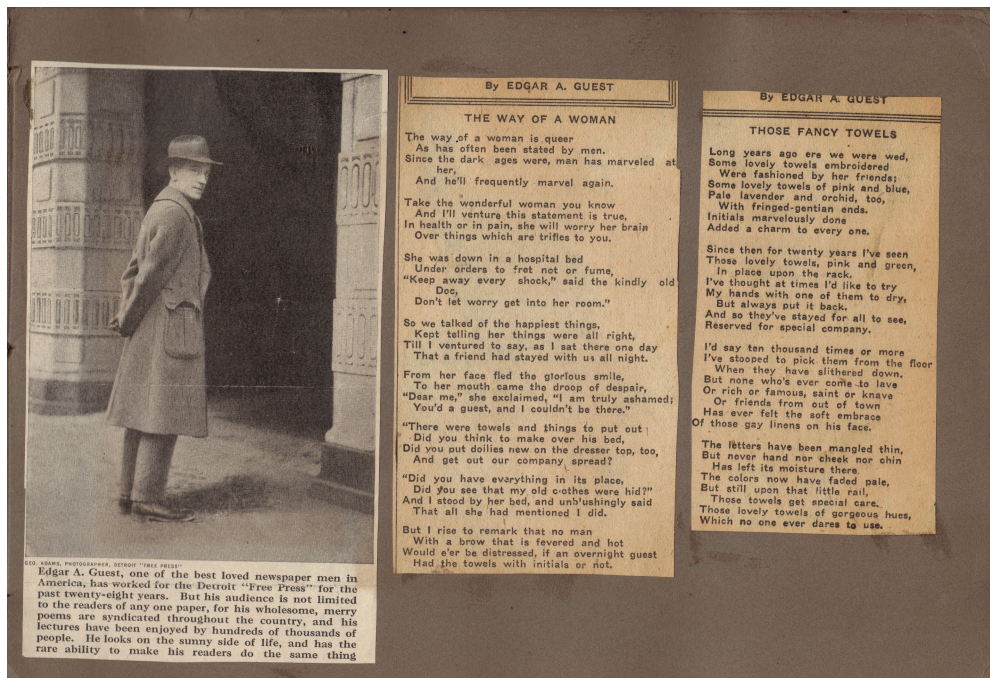 GEO. ADAMS, PHOTOGRAPHER, DETROIT "FREE PRESS"
Edgar A. Guest, one of the best loved newspaper men in
America, has worked for the Detroit "Free Press" for the
past twenty-eight years. But his audience is not limited
to the readers of any one paper, for his wholesome, merry
poems are syndicated throughout the country, and his
lectures have been enjoyed by hundreds of thousands of
people. He looks on the sunny side of life, and has the
rare ability to make his readers do the same thing
By EDGAR A. GUEST
THE WAY OF A WOMAN
The way of a woman is queer
As has often been stated by men.
Since the dark ages were, man has marveled at
her,
And he'll frequently marvel again.
Take the wonderful woman you know
And I'll venture this statement is true,
In health or in pain, she will worry her brain
Over things which are trifles to you.
She was down in a hospital bed
Under orders to fret not or fume,
"Keep away every shock," said the kindly old
Doc,
Don't let worry get into her room."
So we talked of the happiest things,
Kept telling her things were all right,
Till I ventured to say, as I sat there one day
That a friend had stayed with us all night.
From her face fled the glorious smile,
To her mouth came the droop of despair,
"Dear me," she exclaimed, "I am truly ashamed;
You'd a guest, and I couldn't be there."
"There were towels and things to put out;
Did you think to make over his bed,
Did you put doilies new on the dresser top, too,
And get out our company spread?
"Did you have everything in its place,
Did you see that my old clothes were hid?"
And I stood by her bed, and unb'ushingly said
That all she had mentioned I did.
But I rise to remark that no man
With a brow that is fevered and hot
Would e'er be distressed, if an overnight guest
Had the towels with initials or not.
By EDGAR A. GUEST
THOSE FANCY TOWELS
Long years ago ere we were wed,
Some lovely towels embroidered
Were fashioned by her friends;
Some lovely towels of pink and blue,
Pale lavender and orchid, too,
With fringed-gentian ends.
Initials marvelously done
Added a charm to every one.
Since then for twenty years I've seen
Those lovely towels, pink and green,
In place upon the rack.
I've thought at times I'd like to try
My hands with one of them to dry,
But always put it back.
And so they've stayed for all to see,
Reserved for special company.
I'd say ten thousand times or more
I've stooped to pick them from the floor
When they have slithered down.
But none who's ever come to lave
Or rich or famous, saint or knave
Or friends from out of town
Has ever felt the soft embrace
Of those gay linens on his face.
The letters have been mangled thin,
But never hand nor cheek nor chin
Has left its moisture there.
The colors now have faded pale,
But still upon that little rail,
Those towels get special care.
Those lovely towels of gorgeous hues,
Which no one ever dares to use.